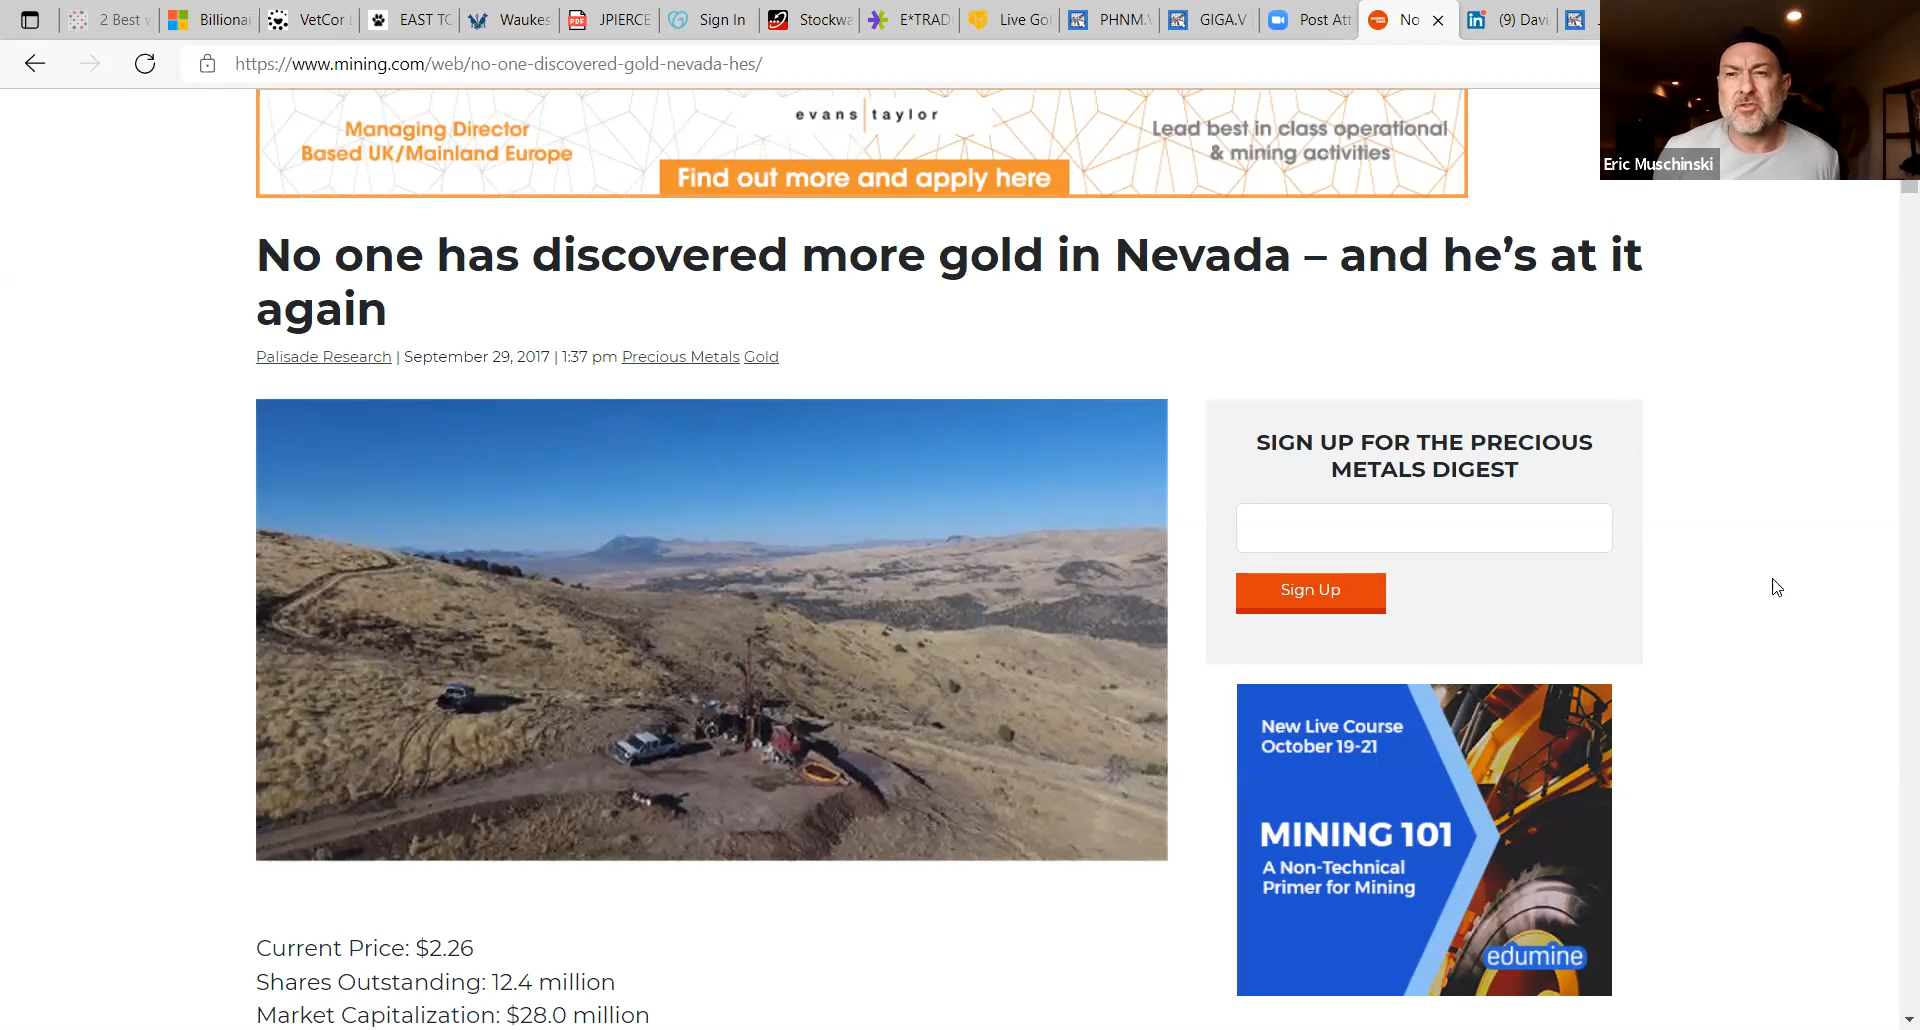 2 Best
Billionai
VetCor
EAST TO
Waukes
JPIERCE
Sign In
Stockwa
E*TRAD
Live Gol
PHNM.
GIGA.V
Post Att
No
(9) Davi
https://www.mining.com/web/no-one-discovered-gold-nevada-hes/
Eric Muschinski
evans taylor
Managing Director
Based UK/Mainland Europe
Find out more and apply here
Lead best in class operational
& mining activities
No one has discovered more gold in Nevada – and he’s at it
again
Palisade Research | September 29, 2017 | 1:37 pm Precious Metals Gold
SIGN UP FOR THE PRECIOUS
METALS DIGEST
Sign Up
New Live Course
October 19-21
MINING 101
A Non-Technical
Primer for Mining
edumine
Current Price: $2.26
Shares Outstanding: 12.4 million
Market Capitalization: $28.0 million